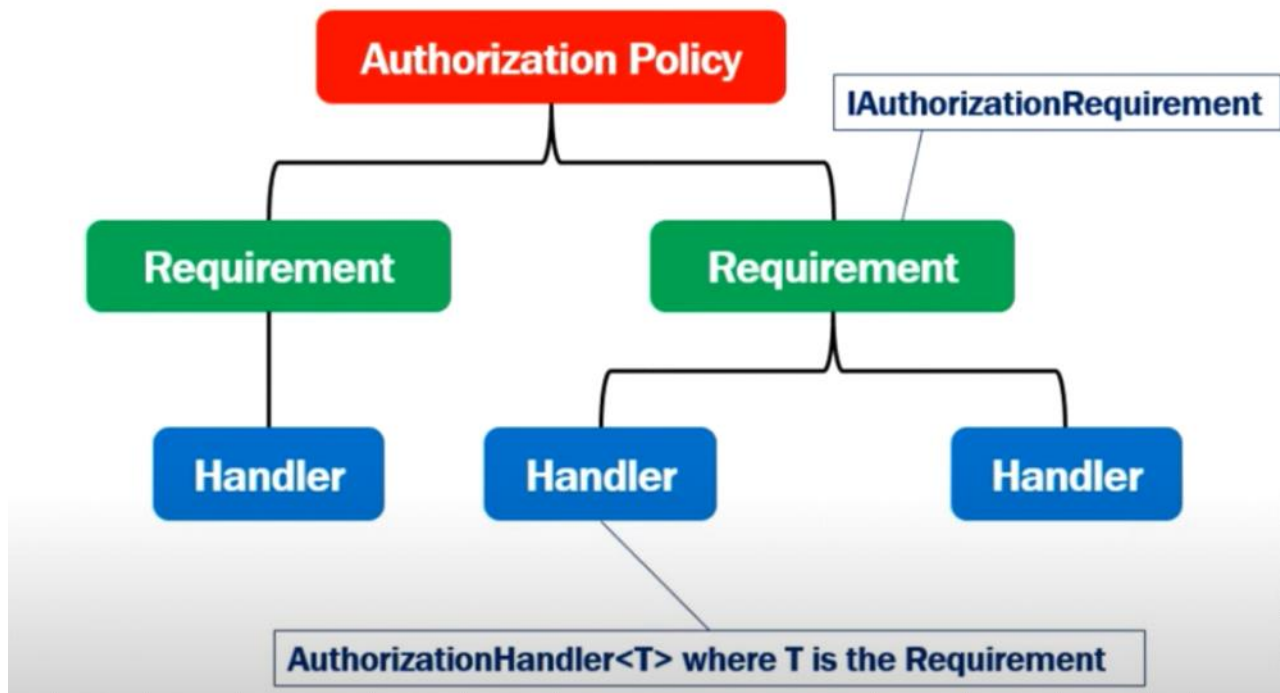 Authorization Policy
IAuthorizationRequirement
Requirement
Requirement
Handler
Handler
Handler
AuthorizationHandler<T> where T is the Requirement